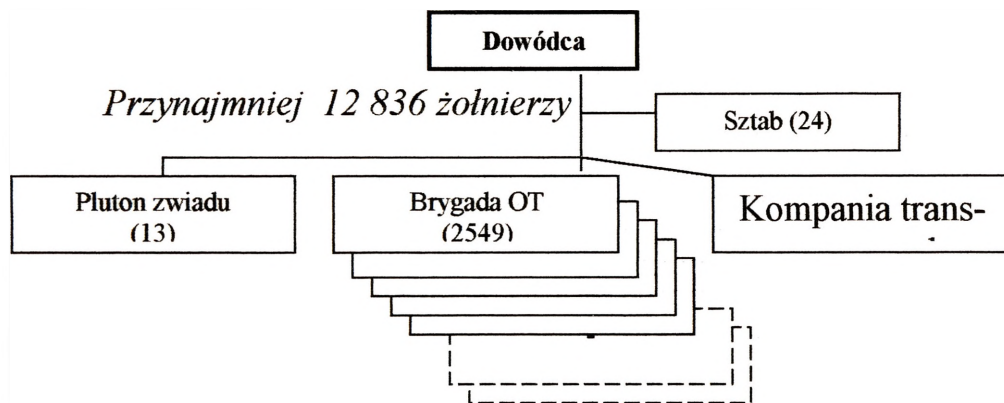 Dowódca
Przynajmniej 12 836 żołnierzy
Sztab (24)
Pluton zwiadu
(13)
Brygada OT
(2549)
Kompania trans-